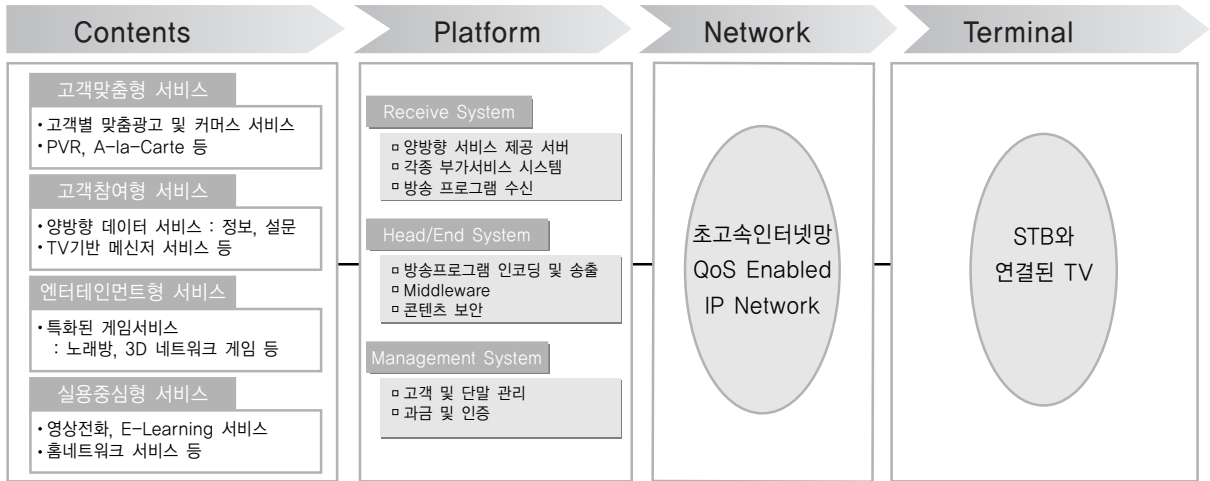 Contents
Platform
Network
Terminal
고객맞춤형 서비스
• 고객별 맞춤광고 및 커머스 서비스
• PVR, A-la-Carte 등
고객참여형 서비스
• 양방향 데이터 서비스 : 정보, 설문
• TV기반 메신저 서비스 등
엔터테인먼트형 서비스
• 특화된 게임서비스
: 노래방, 3D 네트워크 게임 등
실용중심형 서비스
• 영상전화, E-Learning 서비스
• 홈네트워크 서비스 등
Receive System
▫ 양방향 서비스 제공 서버
▫ 각종 부가서비스 시스템
▫ 방송 프로그램 수신
Head/End System
▫ 방송프로그램 인코딩 및 송출
▫ Middleware
▫ 콘텐츠 보안
Management System
▫ 고객 및 단말 관리
▫ 과금 및 인증
초고속인터넷망
QoS Enabled
IP Network
STB와
연결된 TV